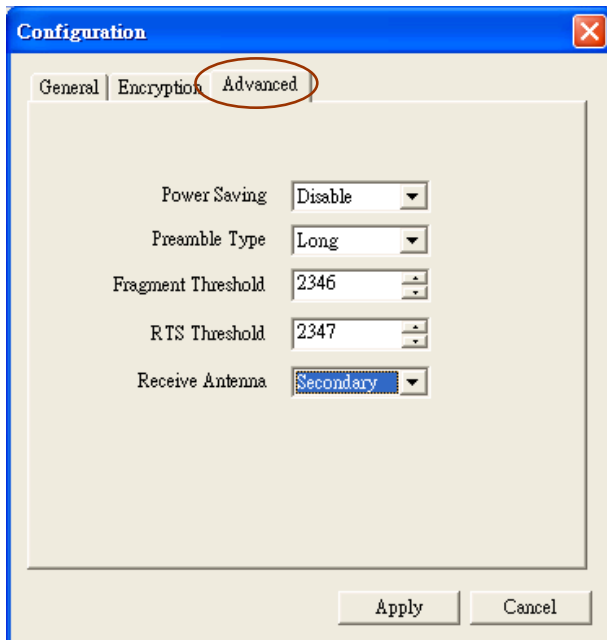 Configuration
General Encryption Advanced
Power Saving Disable
Preamble Type Long
Fragment Threshold 2346
RTS Threshold 2347
Receive Antenna Secondary
Apply Cancel